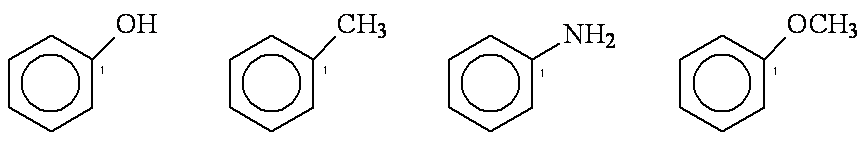 OH CH₃ NH₂ OCH₃
1 1 1 1